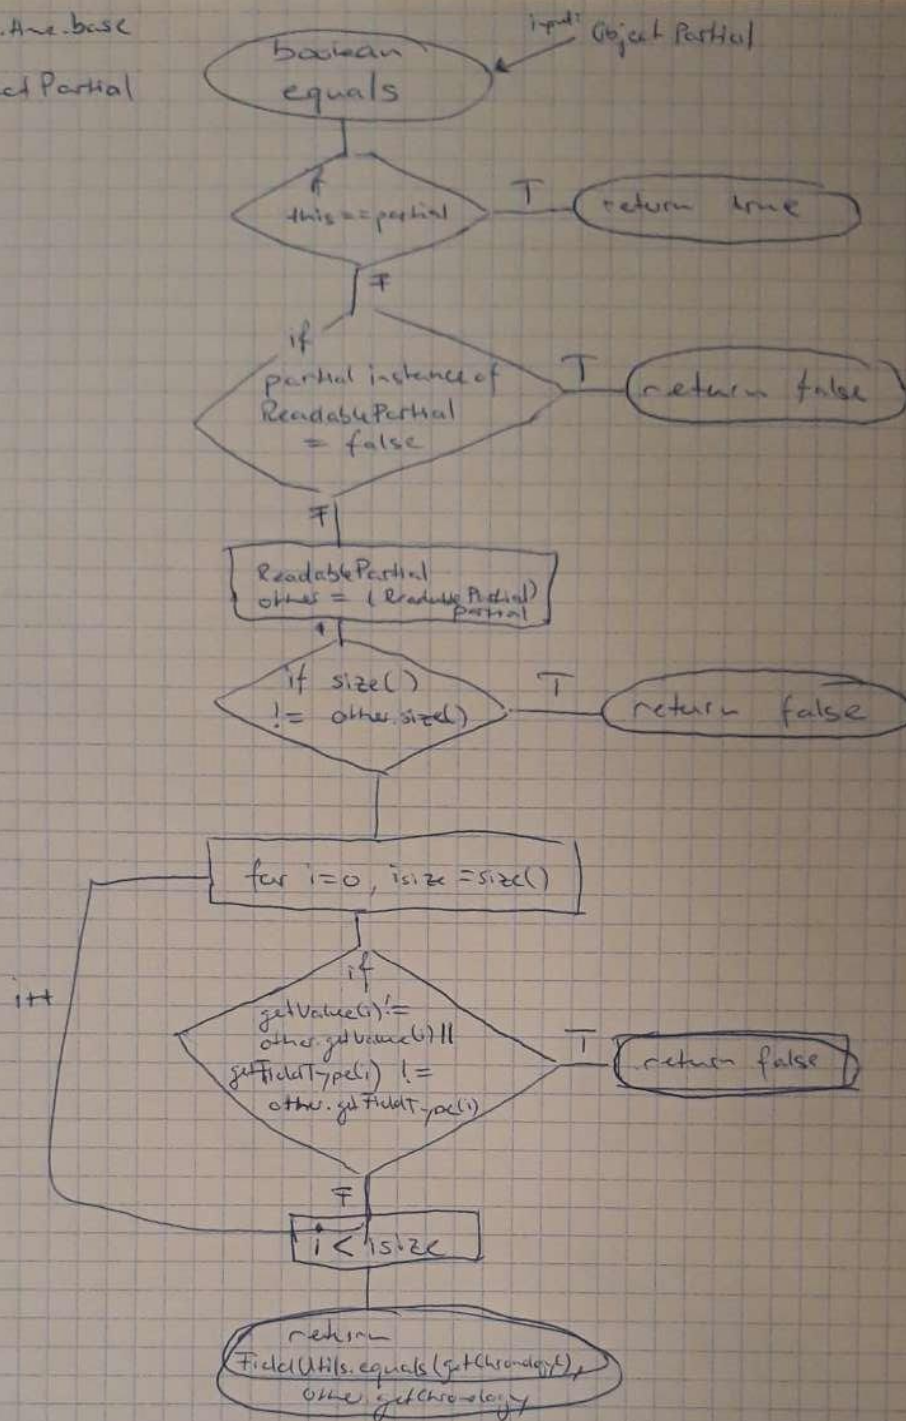 .time.base
ct Partial
input:
Object Partial
boolean
equals
if
this == partial
T
return true
F
if
partial instance of
ReadablePartial
= false
T
return false
F
ReadablePartial
other = (ReadablePartial)
partial
if size()
!= other.size()
T
return false
for i=0, isize = size()
i++
if
getValue(i) !=
other.getValue(i) ||
getFieldType(i) !=
other.getFieldType(i)
T
return false
F
i < isize
return
FieldUtils.equals(getChronology(),
other.getChronology